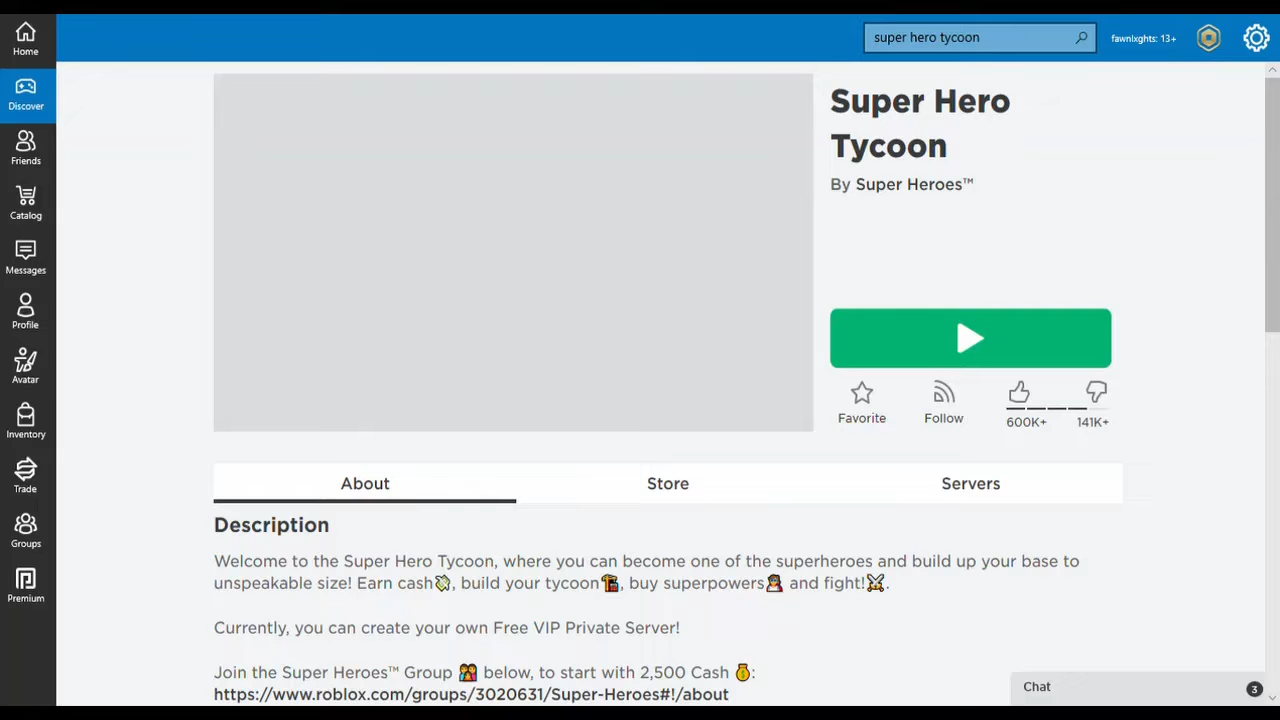 Home
Discover
Friends
Catalog
Messages
Profile
Avatar
Inventory
Trade
Groups
Premium
super hero tycoon
fawnlxghts: 13+
Super Hero
Tycoon
By Super Heroes™
Favorite
Follow
600K+
141K+
About
Store
Servers
Description
Welcome to the Super Hero Tycoon, where you can become one of the superheroes and build up your base to
unspeakable size! Earn cash💸, build your tycoon🏗, buy superpowers🦸 and fight!⚔.
Currently, you can create your own Free VIP Private Server!
Join the Super Heroes™ Group 👫 below, to start with 2,500 Cash 💰:
https://www.roblox.com/groups/3020631/Super-Heroes#!/about
Chat
3